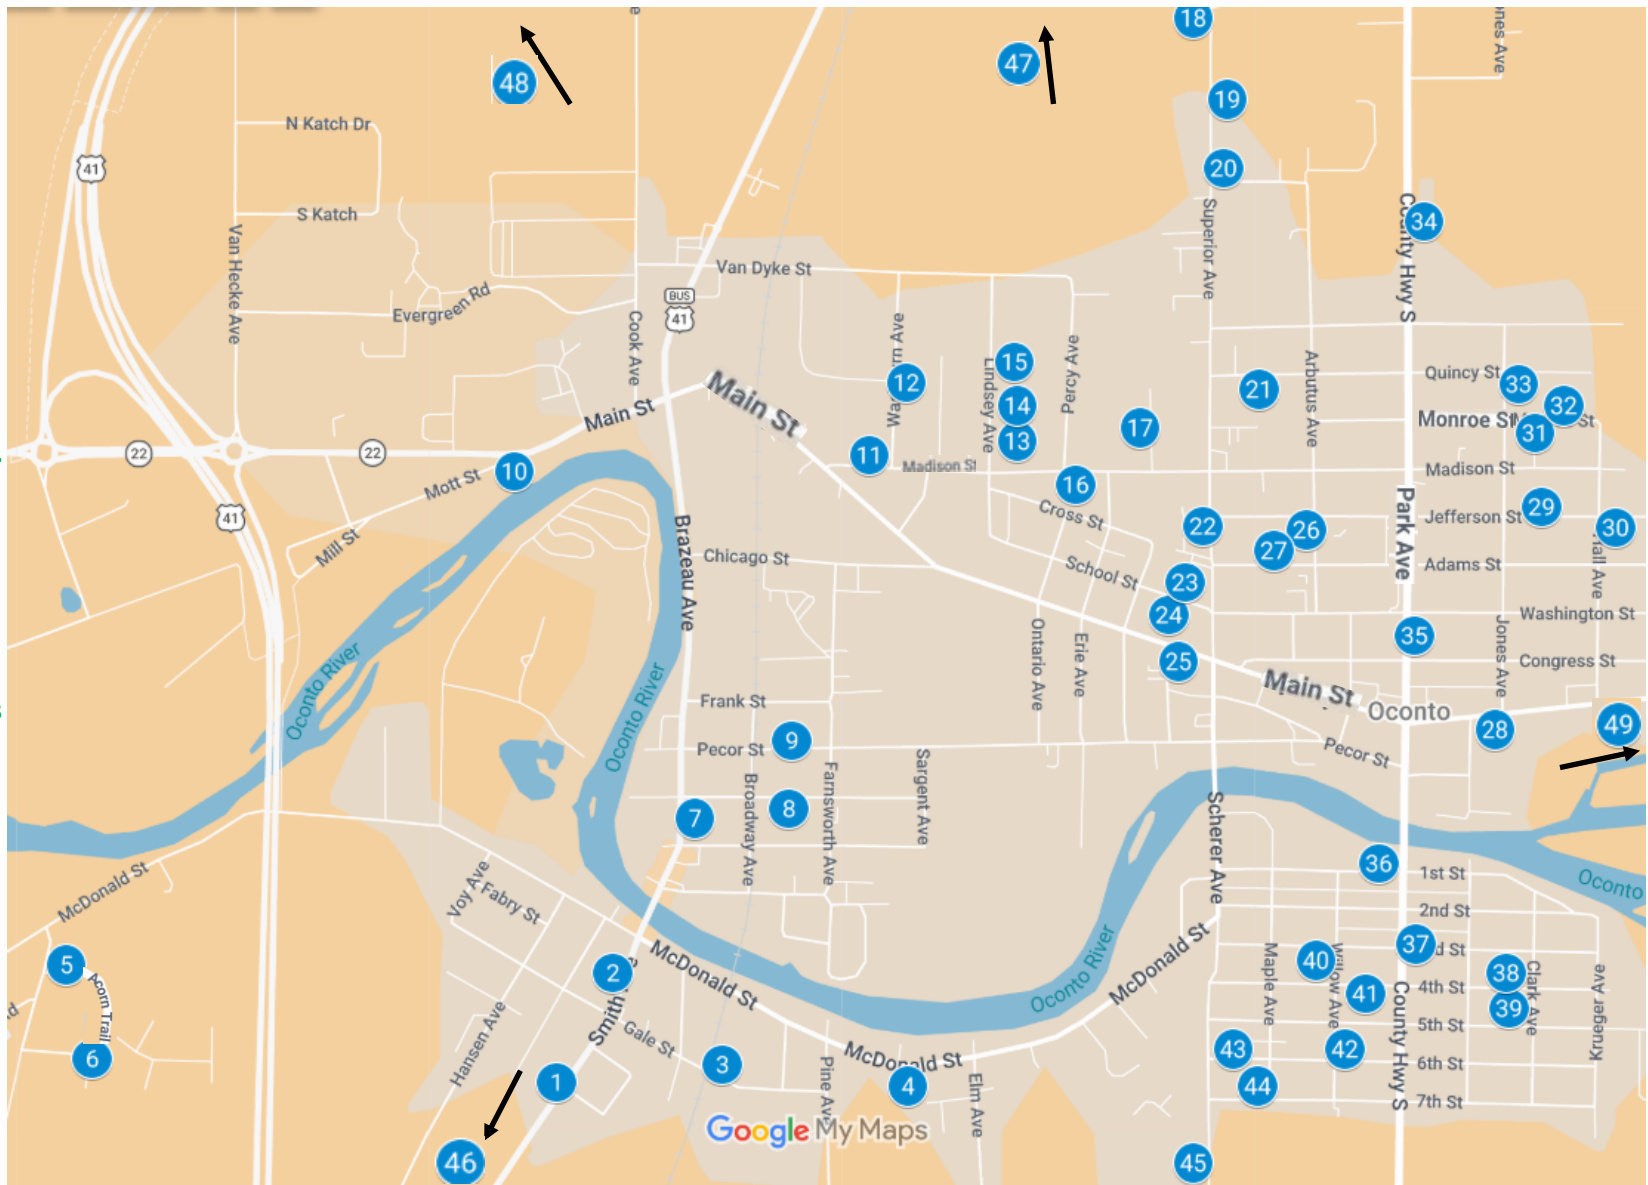 18
48
47
19
N Katch Dr
41
20
S Katch
Superior Ave
County Hwy S
34
Van Hecke Ave
Van Dyke St
Evergreen Rd
BUS
41
Cook Ave
Main St
Main St
12
Lindsey Ave
15
14
13
Percy Ave
17
21
Arbutus Ave
Quincy St
33
32
Monroe St
31
St
22
22
10
Mott St
11
Madison St
16
Madison St
Cross St
41
Mill St
Brazeau Ave
Chicago St
School St
22
26
27
Park Ave
Jefferson St
29
30
Adams St
23
24
25
Washington St
35
Jones Ave
Congress St
Oconto River
Oconto River
Ontario Ave
Erie Ave
Main St
Oconto
28
49
Frank St
Pecor St
9
Pecor St
Broadway Ave
Farnsworth Ave
Sargent Ave
8
7
Scherer Ave
36
1st St
Oconto
McDonald St
Voy Ave
Fabry St
2nd St
37
d St
5
Acorn Trail
6
2
McDonald St
Oconto River
McDonald St
Maple Ave
40
Willow Ave
41
4th St
38
39
Clark Ave
Krueger Ave
Hansen Ave
Smith
Gale St
5th St
43
42
County Hwy S
6th St
44
7th St
1
3
Pine Ave
McDonald St
4
Elm Ave
Google My Maps
46
45